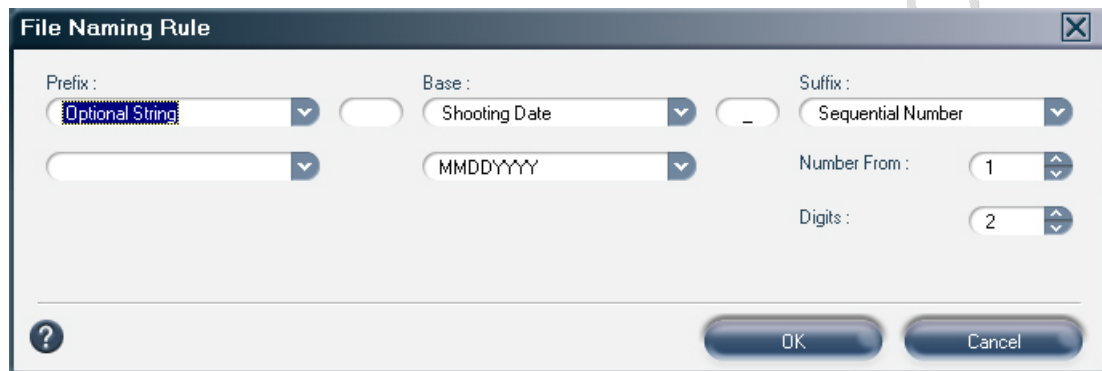 File Naming Rule
Prefix : Base : Suffix :
Optional String Shooting Date _ Sequential Number
MMDDYYYY Number From : 1
Digits : 2
? OK Cancel